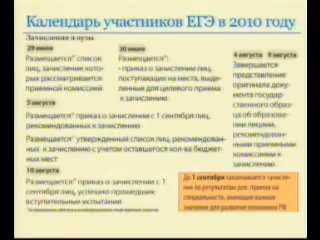 Календарь участников ЕГЭ в 2010 году
Зачисление в вузы
29 июля
Размещается* список
лиц, зачисление кото-
рых рассматривается
приемной комиссией
30 июля
Размещается*:
- приказ о зачислении лиц,
поступающих на места, выде-
ленные для целевого приема
к зачислению
4 августа 9 августа
Завершается
представление
оригинала доку-
мента государ-
ственного образ-
ца об образова-
нии лицами,
рекомендован-
ными приемными
комиссиями к
зачислению
5 августа
Размещается* приказ о зачислении с 1 сентября лиц,
рекомендованных к зачислению
Размещается* утвержденный список лиц, рекомендован-
ных к зачислению с учетом оставшегося кол-ва бюджет-
ных мест
10 августа
Размещается* приказ о зачислении с 1
сентября лиц, успешно прошедших
вступительные испытания
До 1 сентября заканчивается зачисле-
ние по результатам доп. приема на
специальности, имеющие важное
значение для развития экономики РФ